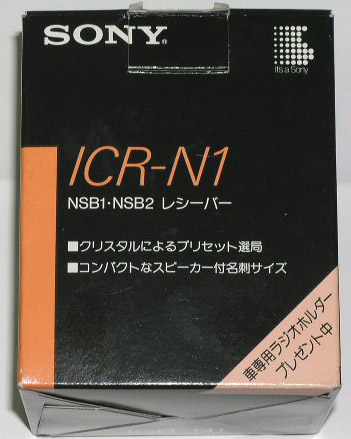 SONY
It's a Sony
ICR-N1
NSB1・NSB2 レシーバー
■クリスタルによるプリセット選局
■コンパクトなスピーカー付名刺サイズ
車専用ラジオホルダー
プレゼント中